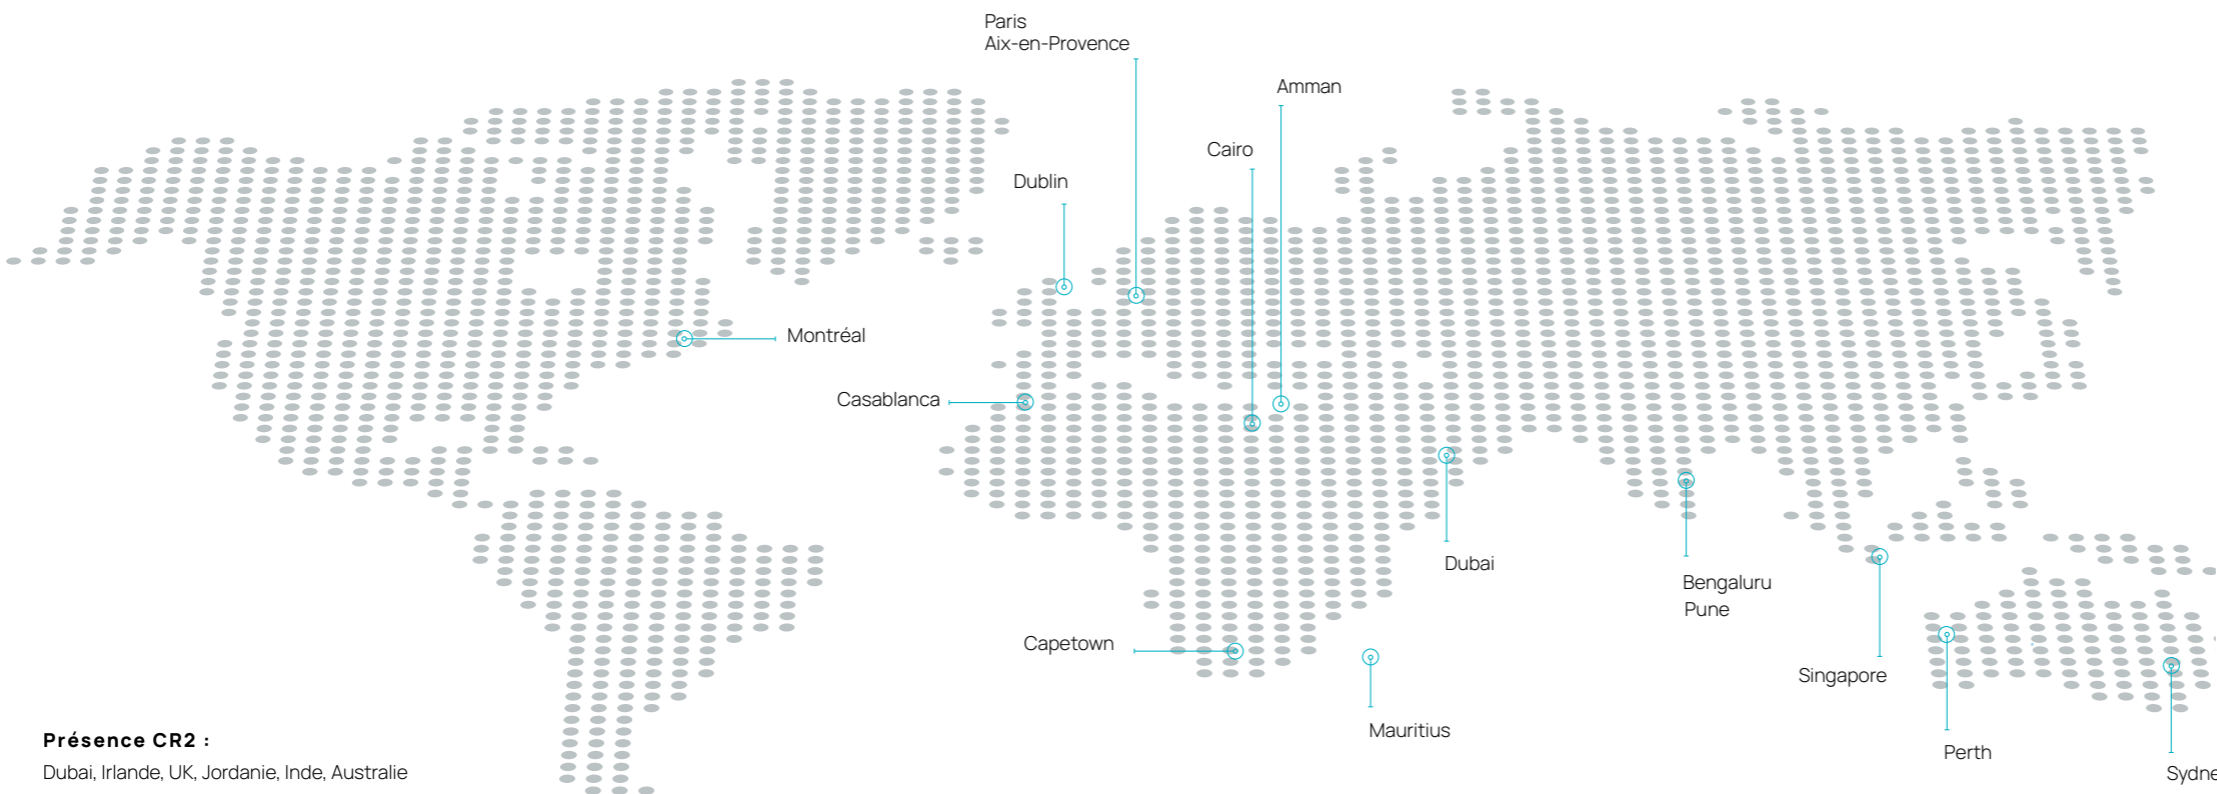 Paris
Aix-en-Provence
Amman
Cairo
Dublin
Montréal
Casablanca
Dubai
Bengaluru
Pune
Capetown
Singapore
Mauritius
Perth
Sydne
Présence CR2 :
Dubai, Irlande, UK, Jordanie, Inde, Australie